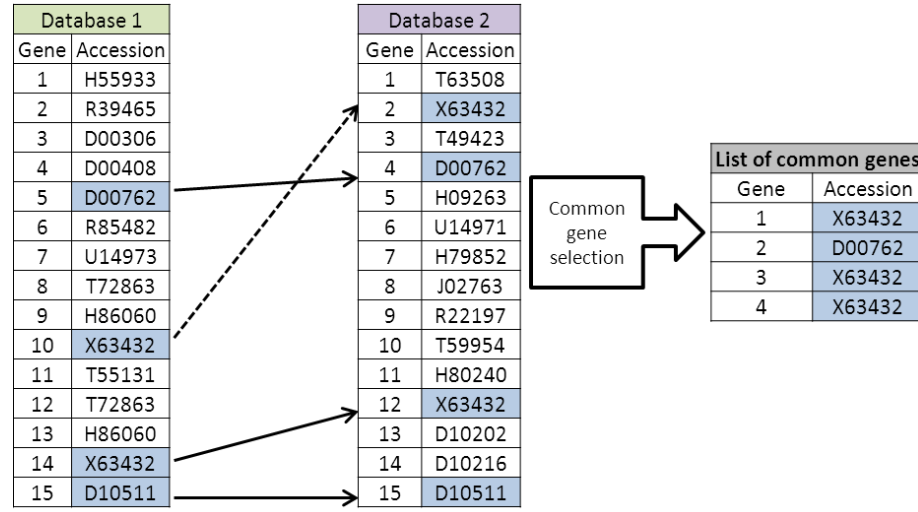 Database 1
Gene Accession
1 H55933
2 R39465
3 D00306
4 D00408
5 D00762
6 R85482
7 U14973
8 T72863
9 H86060
10 X63432
11 T55131
12 T72863
13 H86060
14 X63432
15 D10511
Database 2
Gene Accession
1 T63508
2 X63432
3 T49423
4 D00762
5 H09263
6 U14971
7 H79852
8 J02763
9 R22197
10 T59954
11 H80240
12 X63432
13 D10202
14 D10216
15 D10511
Common
gene
selection
List of common genes
Gene Accession
1 X63432
2 D00762
3 X63432
4 X63432